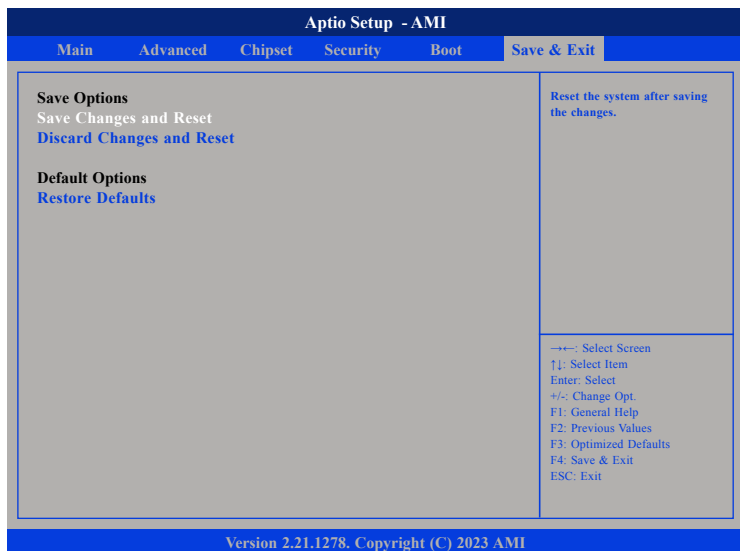 Aptio Setup - AMI
Main Advanced Chipset Security Boot Save & Exit
Save Options
Save Changes and Reset
Discard Changes and Reset
Default Options
Restore Defaults
Reset the system after saving
the changes.
→←: Select Screen
↑↓: Select Item
Enter: Select
+/-: Change Opt.
F1: General Help
F2: Previous Values
F3: Optimized Defaults
F4: Save & Exit
ESC: Exit
Version 2.21.1278. Copyright (C) 2023 AMI